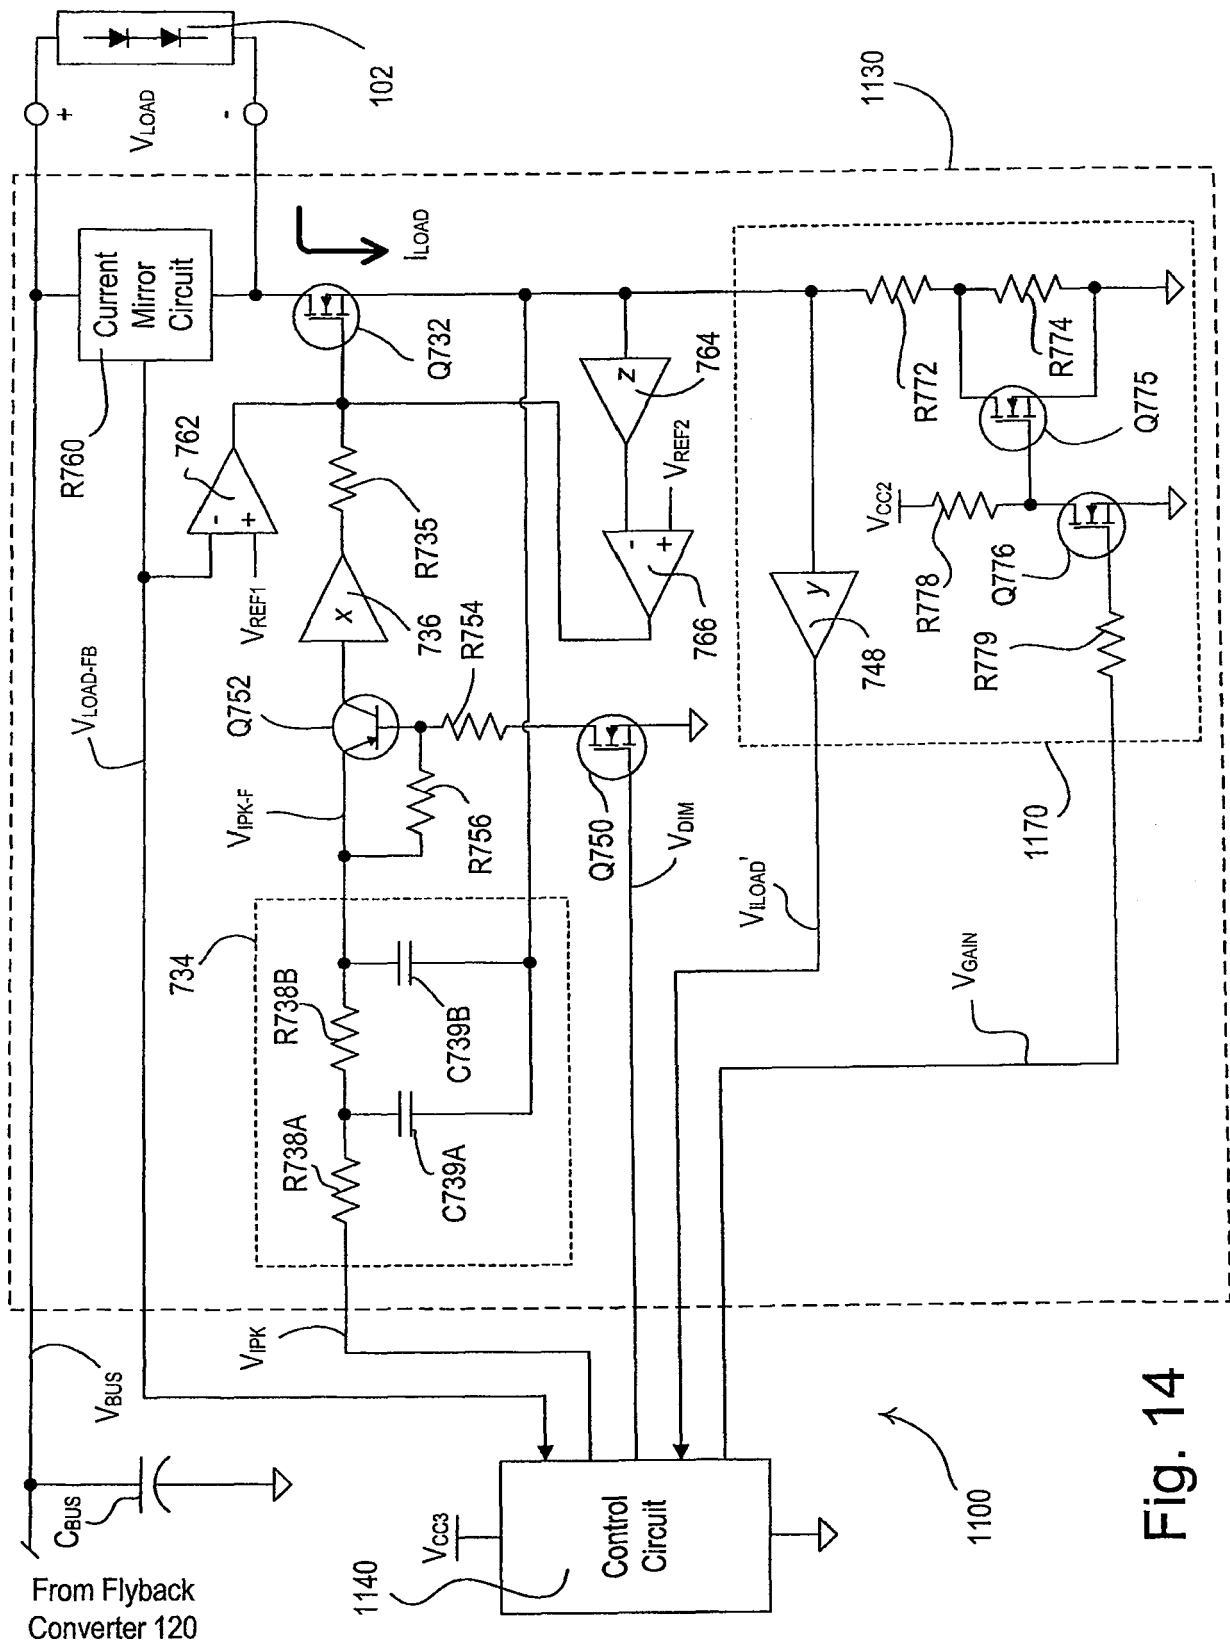 From Flyback
Converter 120
CBUS
VBUS
VLOAD-FB
R760
Current
Mirror
Circuit
+
VLOAD
-
102
762
-
+
VREF1
ILOAD
Q732
1130
VIPK
734
R738A
R738B
C739A
C739B
VIPK-F
Q752
R756
R754
x
736
R735
z
764
-
+
VREF2
766
Q750
VDIM
VCC3
1140
Control
Circuit
VILOAD'
y
748
VGAIN
1170
R772
R774
Q775
VCC2
R778
Q776
R779
1100
Fig. 14